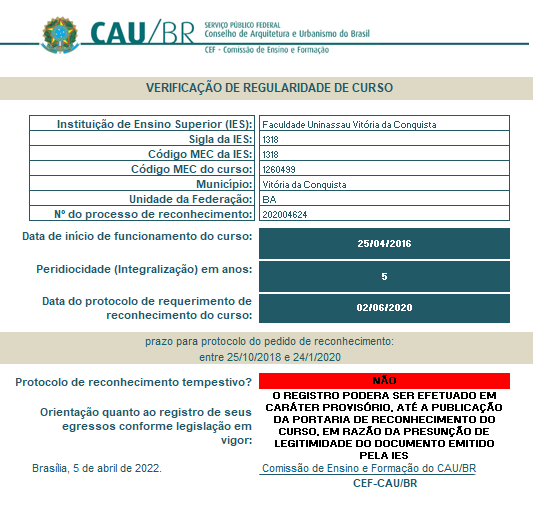 CAU/BR
SERVIÇO PÚBLICO FEDERAL
Conselho de Arquitetura e Urbanismo do Brasil
CEF - Comissão de Ensino e Formação
VERIFICAÇÃO DE REGULARIDADE DE CURSO
Instituição de Ensino Superior (IES): Faculdade Uninassau Vitória da Conquista
Sigla da IES: 1318
Código MEC da IES: 1318
Código MEC do curso: 1260499
Município: Vitória da Conquista
Unidade da Federação: BA
Nº do processo de reconhecimento: 202004624
Data de início de funcionamento do curso: 25/04/2016
Peridiocidade (Integralização) em anos: 5
Data do protocolo de requerimento de
reconhecimento do curso: 02/06/2020
prazo para protocolo do pedido de reconhecimento:
entre 25/10/2018 e 24/1/2020
Protocolo de reconhecimento tempestivo? NÃO
Orientação quanto ao registro de seus
egressos conforme legislação em
vigor:
O REGISTRO PODERA SER EFETUADO EM
CARÁTER PROVISÓRIO, ATÉ A PUBLICAÇÃO
DA PORTARIA DE RECONHECIMENTO DO
CURSO, EM RAZÃO DA PRESUNÇÃO DE
LEGITIMIDADE DO DOCUMENTO EMITIDO
PELA IES
Brasília, 5 de abril de 2022.
Comissão de Ensino e Formação do CAU/BR
CEF-CAU/BR